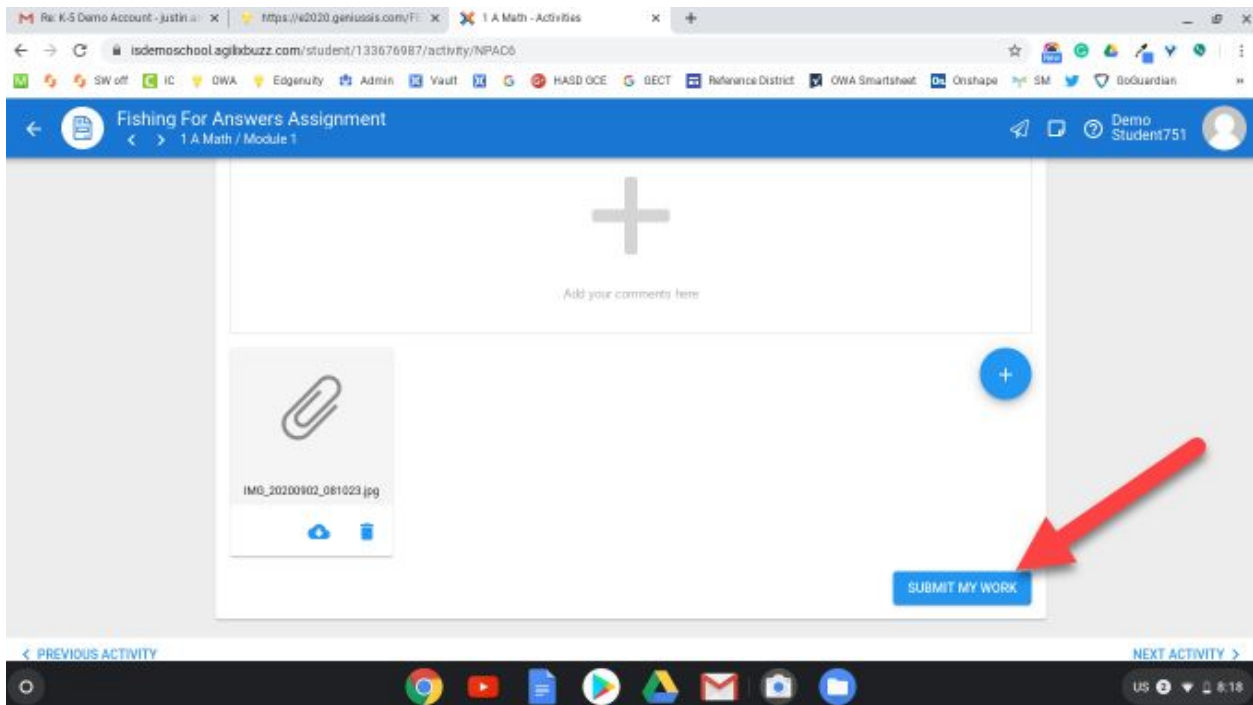 Re: K-5 Demo Account - justin.a
https://e2020.geniussis.com/FE
1 A Math - Activities
isdemoschool.agilixbuzz.com/student/133676987/activity/NPAC6
SW off IC OWA Edgenuity Admin Vault G HASD OCE GECT Reference District OWA Smartsheet Onshape SM GoGuardian
Fishing For Answers Assignment
1 A Math / Module 1
Demo
Student751
Add your comments here
IMG_20200902_081023.jpg
SUBMIT MY WORK
PREVIOUS ACTIVITY
NEXT ACTIVITY
US 2 8:18